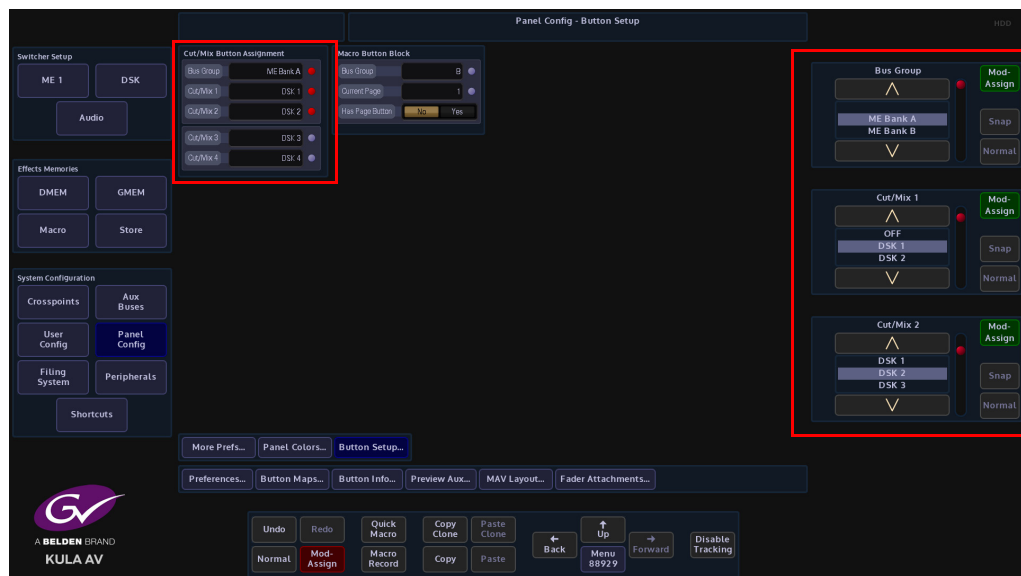 Panel Config - Button Setup
HDD
Switcher Setup
ME 1
DSK
Audio
Effects Memories
DMEM
GMEM
Macro
Store
System Configuration
Crosspoints
Aux
Buses
User
Config
Panel
Config
Filing
System
Peripherals
Shortcuts
Cut/Mix Button Assignment
Bus Group
ME Bank A
Cut/Mix 1
DSK 1
Cut/Mix 2
DSK 2
Cut/Mix 3
DSK 3
Cut/Mix 4
DSK 4
Macro Button Block
Bus Group
B
Current Page
1
Has Page Button
No
Yes
Bus Group
ME Bank A
ME Bank B
Mod-
Assign
Snap
Normal
Cut/Mix 1
OFF
DSK 1
DSK 2
Mod-
Assign
Snap
Normal
Cut/Mix 2
DSK 1
DSK 2
DSK 3
Mod-
Assign
Snap
Normal
More Prefs...
Panel Colors...
Button Setup...
Preferences...
Button Maps...
Button Info...
Preview Aux...
MAV Layout...
Fader Attachments...
GV
A BELDEN BRAND
KULA AV
Undo
Redo
Quick
Macro
Copy
Clone
Paste
Clone
Normal
Mod-
Assign
Macro
Record
Copy
Paste
Back
Up
Menu
88929
Forward
Disable
Tracking